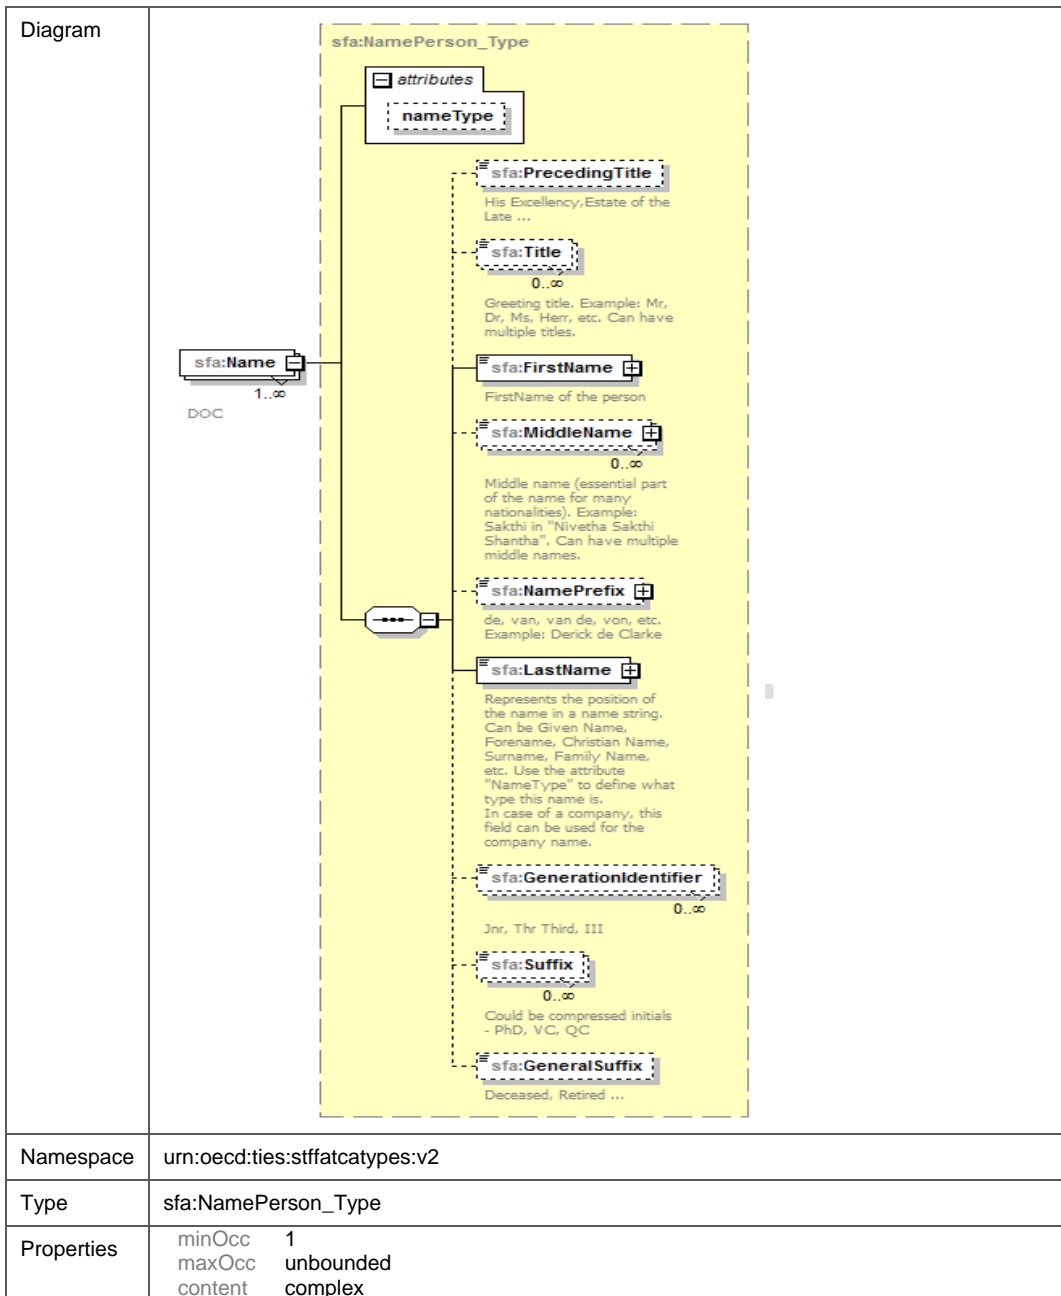 Diagram
sfa:NamePerson_Type
attributes
nameType
sfa:PrecedingTitle
His Excellency,Estate of the
Late ...
sfa:Title
0..∞
Greeting title. Example: Mr,
Dr, Ms, Herr, etc. Can have
multiple titles.
sfa:Name
1..∞
DOC
sfa:FirstName
FirstName of the person
sfa:MiddleName
0..∞
Middle name (essential part
of the name for many
nationalities). Example:
Sakthi in "Nivetha Sakthi
Shantha". Can have multiple
middle names.
sfa:NamePrefix
de, van, van de, von, etc.
Example: Derick de Clarke
sfa:LastName
Represents the position of
the name in a name string.
Can be Given Name,
Forename, Christian Name,
Surname, Family Name,
etc. Use the attribute
"NameType" to define what
type this name is.
In case of a company, this
field can be used for the
company name.
sfa:GenerationIdentifier
0..∞
Jnr, Thr Third, III
sfa:Suffix
0..∞
Could be compressed initials
- PhD, VC, QC
sfa:GeneralSuffix
Deceased, Retired ...
Namespace urn:oecd:ties:stffatcatypes:v2
Type sfa:NamePerson_Type
Properties minOcc 1
maxOcc unbounded
content complex